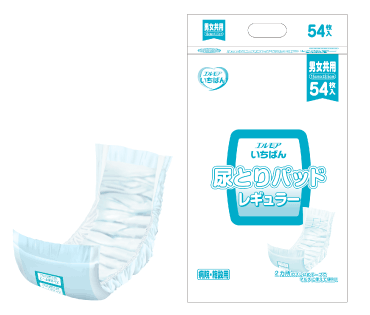 男女共用
54枚入
エルモア
いちばん
男女共用
54枚入
エルモア
いちばん
尿とりパッド
レギュラー
病院・施設用